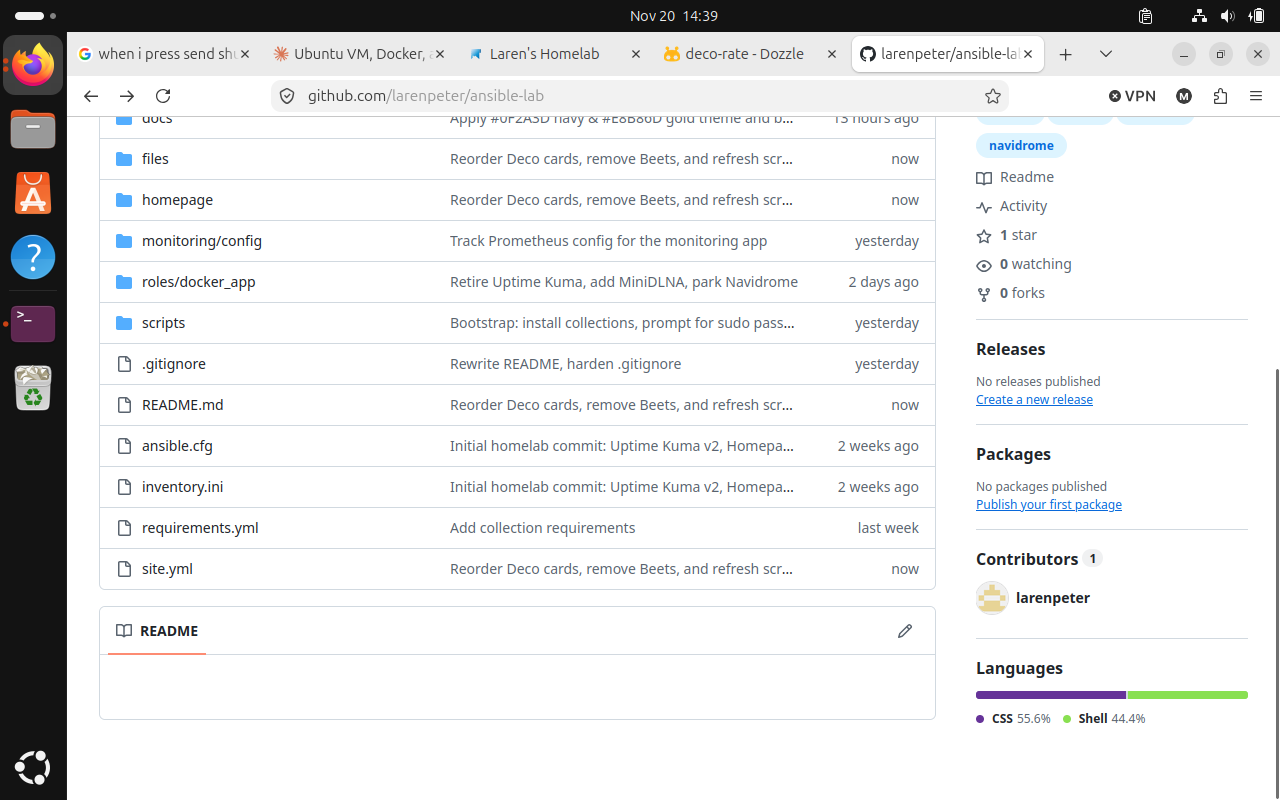 Nov 20 14:39
when i press send shu
Ubuntu VM, Docker, a
Laren's Homelab
deco-rate - Dozzle
larenpeter/ansible-la
github.com/larenpeter/ansible-lab
VPN
M
docs Apply #0F2A3D navy & #E8B86D gold theme and b... 13 hours ago
files Reorder Deco cards, remove Beets, and refresh scr... now
homepage Reorder Deco cards, remove Beets, and refresh scr... now
monitoring/config Track Prometheus config for the monitoring app yesterday
roles/docker_app Retire Uptime Kuma, add MiniDLNA, park Navidrome 2 days ago
scripts Bootstrap: install collections, prompt for sudo pass... yesterday
.gitignore Rewrite README, harden .gitignore yesterday
README.md Reorder Deco cards, remove Beets, and refresh scr... now
ansible.cfg Initial homelab commit: Uptime Kuma v2, Homepa... 2 weeks ago
inventory.ini Initial homelab commit: Uptime Kuma v2, Homepa... 2 weeks ago
requirements.yml Add collection requirements last week
site.yml Reorder Deco cards, remove Beets, and refresh scr... now
README
navidrome
Readme
Activity
1 star
0 watching
0 forks
Releases
No releases published
Create a new release
Packages
No packages published
Publish your first package
Contributors 1
larenpeter
Languages
CSS 55.6% Shell 44.4%